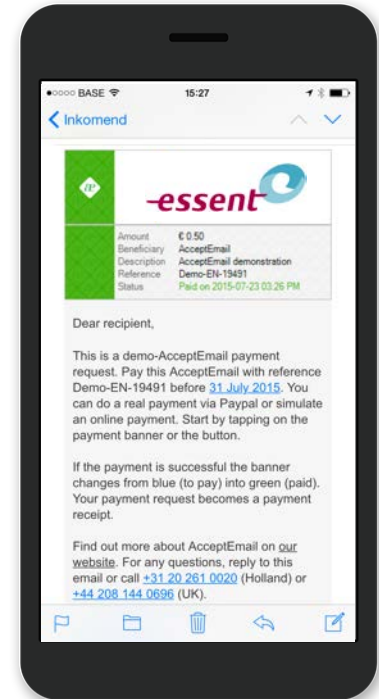 BASE 15:27
Inkomend
æ
essent
Amount € 0.50
Beneficiary AcceptEmail
Description AcceptEmail demonstration
Reference Demo-EN-19491
Status Paid on 2015-07-23 03.26 PM
Dear recipient,
This is a demo-AcceptEmail payment
request. Pay this AcceptEmail with reference
Demo-EN-19491 before 31 July 2015. You
can do a real payment via Paypal or simulate
an online payment. Start by tapping on the
payment banner or the button.
If the payment is successful the banner
changes from blue (to pay) into green (paid).
Your payment request becomes a payment
receipt.
Find out more about AcceptEmail on our
website. For any questions, reply to this
email or call +31
20 261 0020 (Holland) or
+44 208 144 0696 (UK).